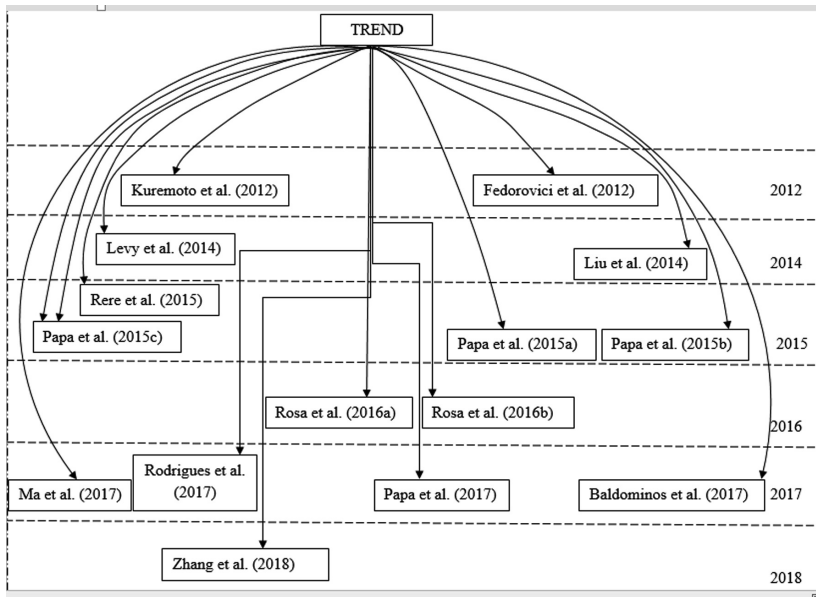 TREND
Kuremoto et al. (2012)
Fedorovici et al. (2012)
2012
Levy et al. (2014)
Liu et al. (2014)
2014
Rere et al. (2015)
Papa et al. (2015c)
Papa et al. (2015a)
Papa et al. (2015b)
2015
Rosa et al. (2016a)
Rosa et al. (2016b)
2016
Ma et al. (2017)
Rodrigues et al.
(2017)
Papa et al. (2017)
Baldominos et al. (2017)
2017
Zhang et al. (2018)
2018